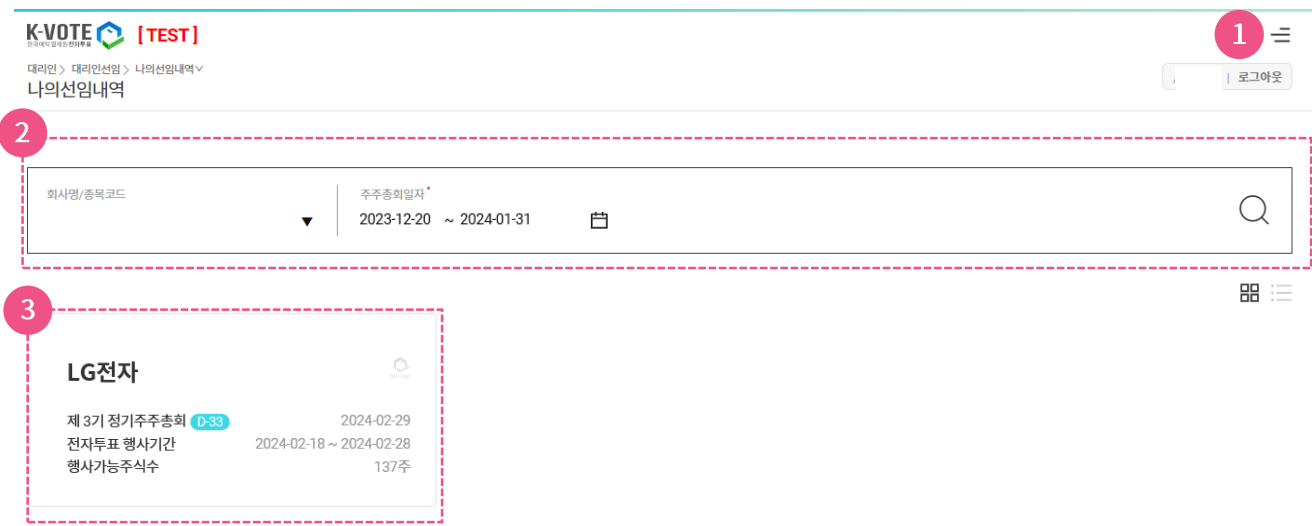 K-VOTE
한국예탁결제원전자투표
[ TEST ]
1
대리인 > 대리인선임 > 나의선임내역
나의선임내역
| 로그아웃
2
회사명/종목코드
주주총회일자*
2023-12-20 ~ 2024-01-31
3
LG전자
제 3기 정기주주총회 D-33 2024-02-29
전자투표 행사기간 2024-02-18 ~ 2024-02-28
행사가능주식수 137주